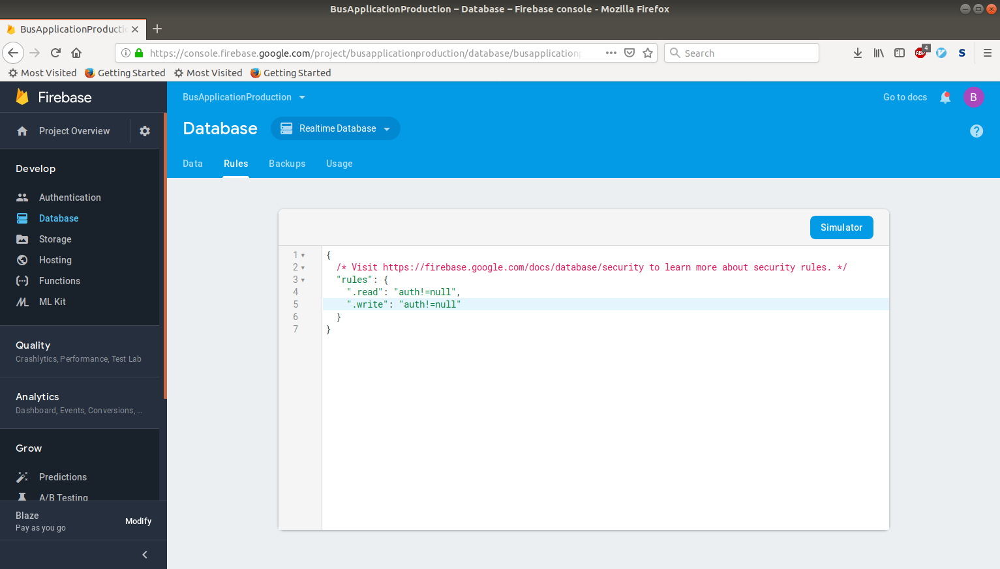 BusApplicationProduction – Database – Firebase console - Mozilla Firefox
BusApplicationProductio
https://console.firebase.google.com/project/busapplicationproduction/database/busapplicationp
Search
ABP
4
S
Most Visited
Getting Started
Most Visited
Getting Started
Firebase
BusApplicationProduction
Go to docs
B
Project Overview
Database
Realtime Database
?
Data
Rules
Backups
Usage
Develop
Authentication
Database
Storage
Hosting
Functions
ML Kit
Quality
Crashlytics, Performance, Test Lab
Analytics
Dashboard, Events, Conversions, …
Grow
Predictions
A/B Testing
Blaze
Pay as you go
Modify
Simulator
1 {
2 /* Visit https://firebase.google.com/docs/database/security to learn more about security rules. */
3 "rules": {
4 ".read": "auth!=null",
5 ".write": "auth!=null"
6 }
7 }